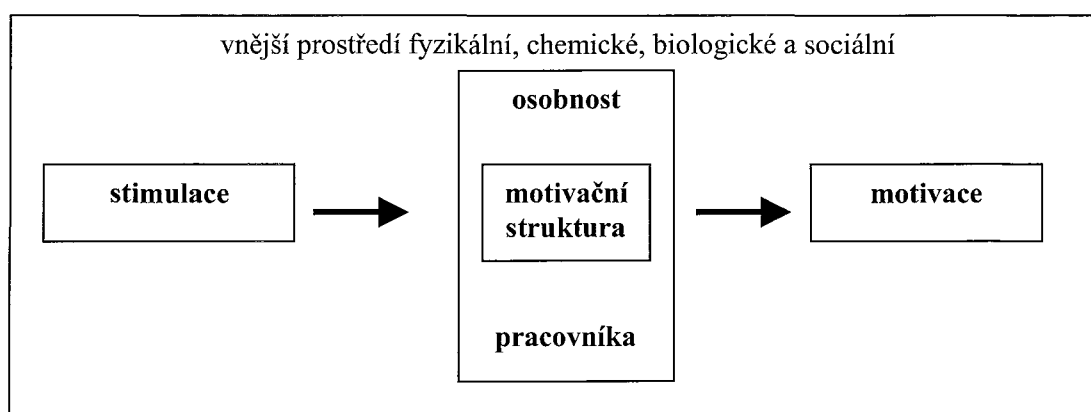 vnější prostředí fyzikální, chemické, biologické a sociální
osobnost
stimulace
motivační
struktura
motivace
pracovníka